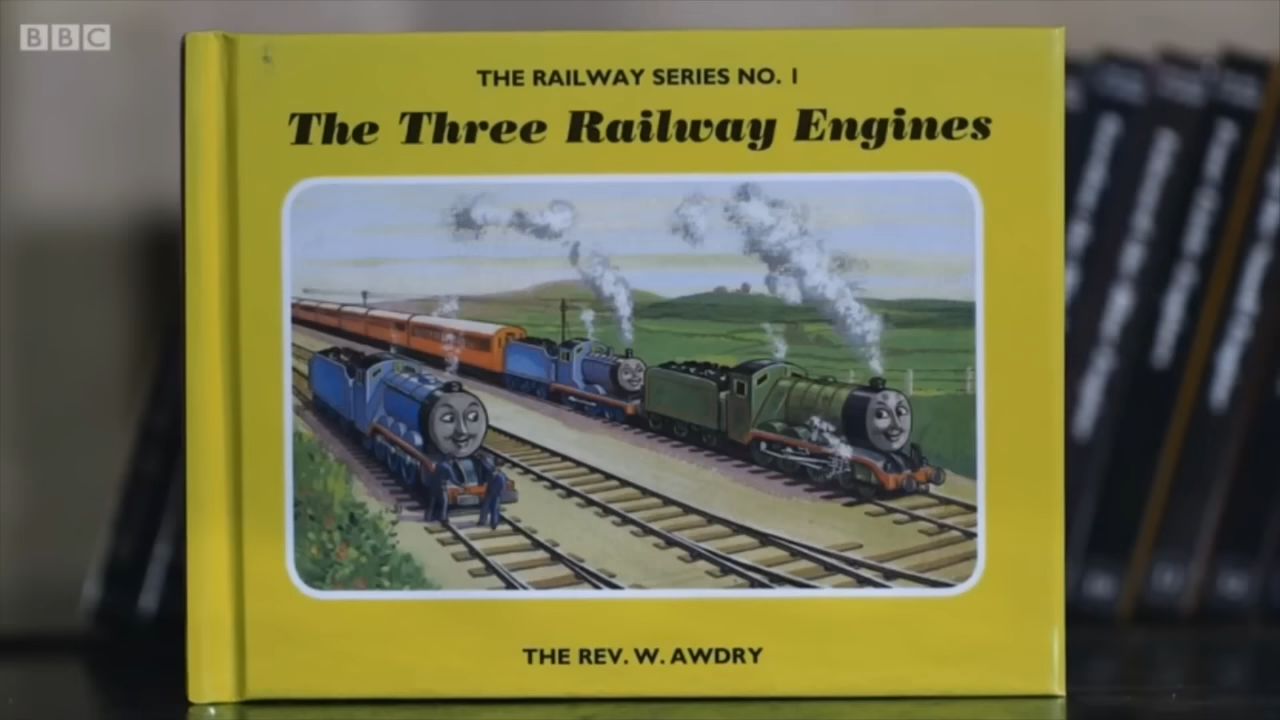 BBC
THE RAILWAY SERIES NO. 1
The Three Railway Engines
THE REV. W. AWDRY